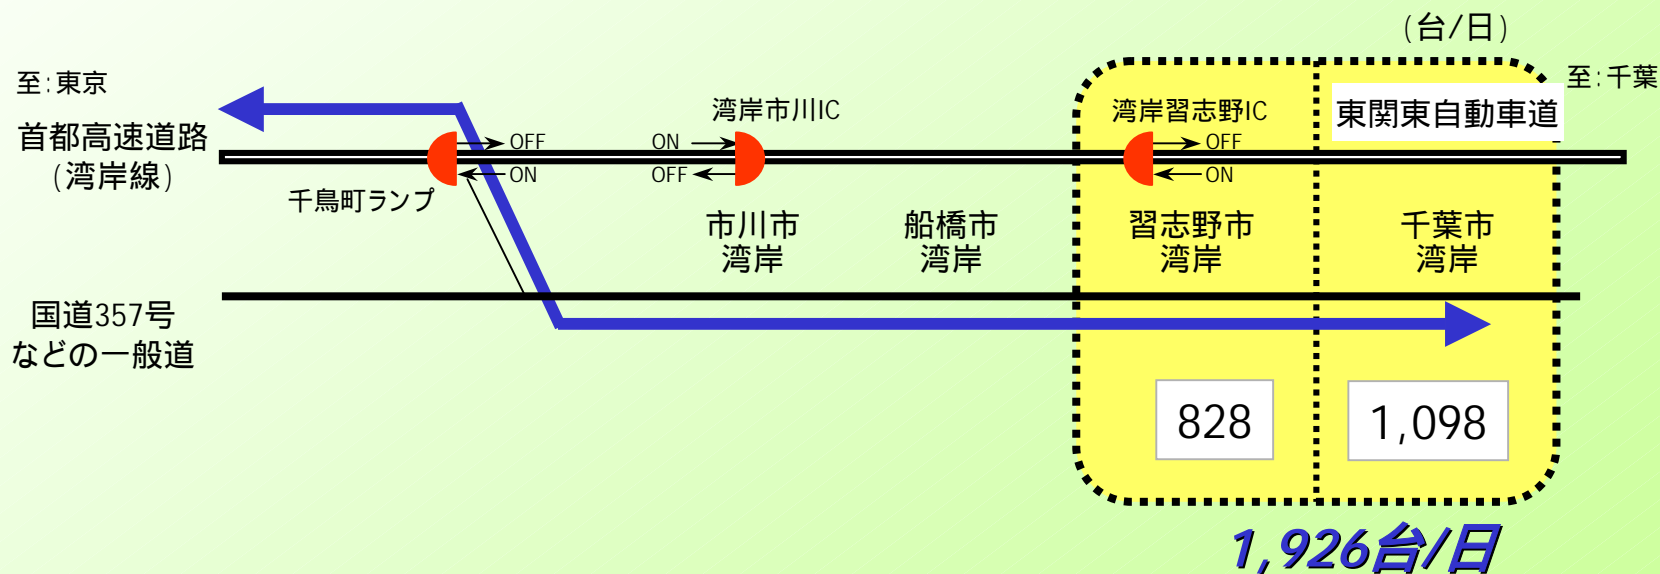 (台/日)
至:東京
至:千葉
首都高速道路
(湾岸線)
湾岸市川IC
湾岸習志野IC
東関東自動車道
OFF
ON
ON
OFF
OFF
ON
千鳥町ランプ
市川市
湾岸
船橋市
湾岸
習志野市
湾岸
千葉市
湾岸
国道357号
などの一般道
828
1,098
1,926台/日